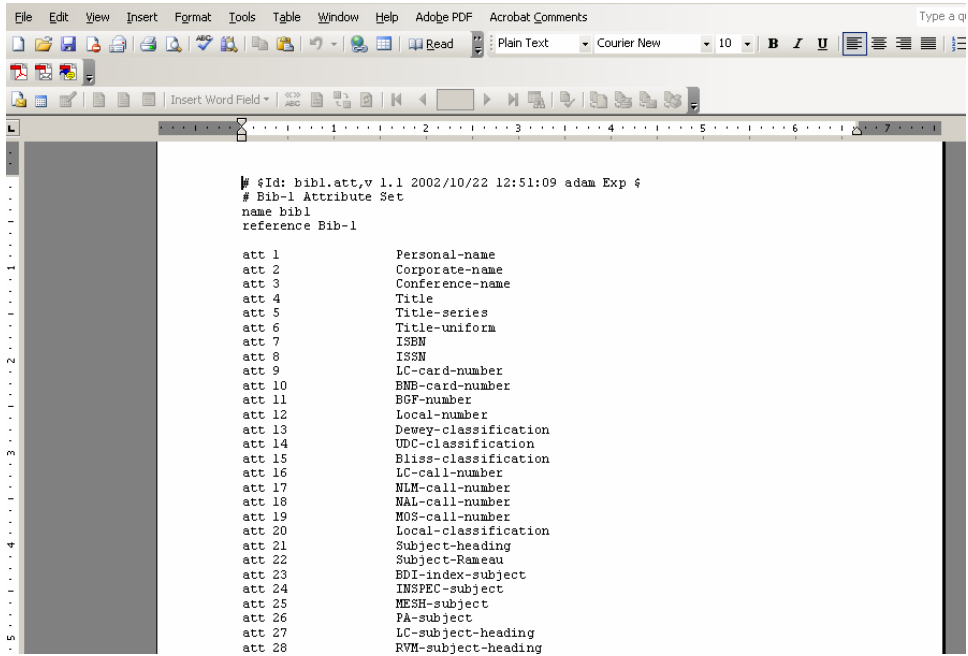 File Edit View Insert Format Tools Table Window Help Adobe PDF Acrobat Comments Type a
Read Plain Text Courier New 10 B I U
Insert Word Field
1 2 3 4 5 6 7
# $Id: bib1.att,v 1.1 2002/10/22 12:51:09 adam Exp $
# Bib-1 Attribute Set
name bib1
reference Bib-1
att 1 Personal-name
att 2 Corporate-name
att 3 Conference-name
att 4 Title
att 5 Title-series
att 6 Title-uniform
att 7 ISBN
att 8 ISSN
att 9 LC-card-number
att 10 BNB-card-number
att 11 BGF-number
att 12 Local-number
att 13 Dewey-classification
att 14 UDC-classification
att 15 Bliss-classification
att 16 LC-call-number
att 17 NLM-call-number
att 18 NAL-call-number
att 19 MOS-call-number
att 20 Local-classification
att 21 Subject-heading
att 22 Subject-Rameau
att 23 BDI-index-subject
att 24 INSPEC-subject
att 25 MESH-subject
att 26 PA-subject
att 27 LC-subject-heading
att 28 RVM-subject-heading